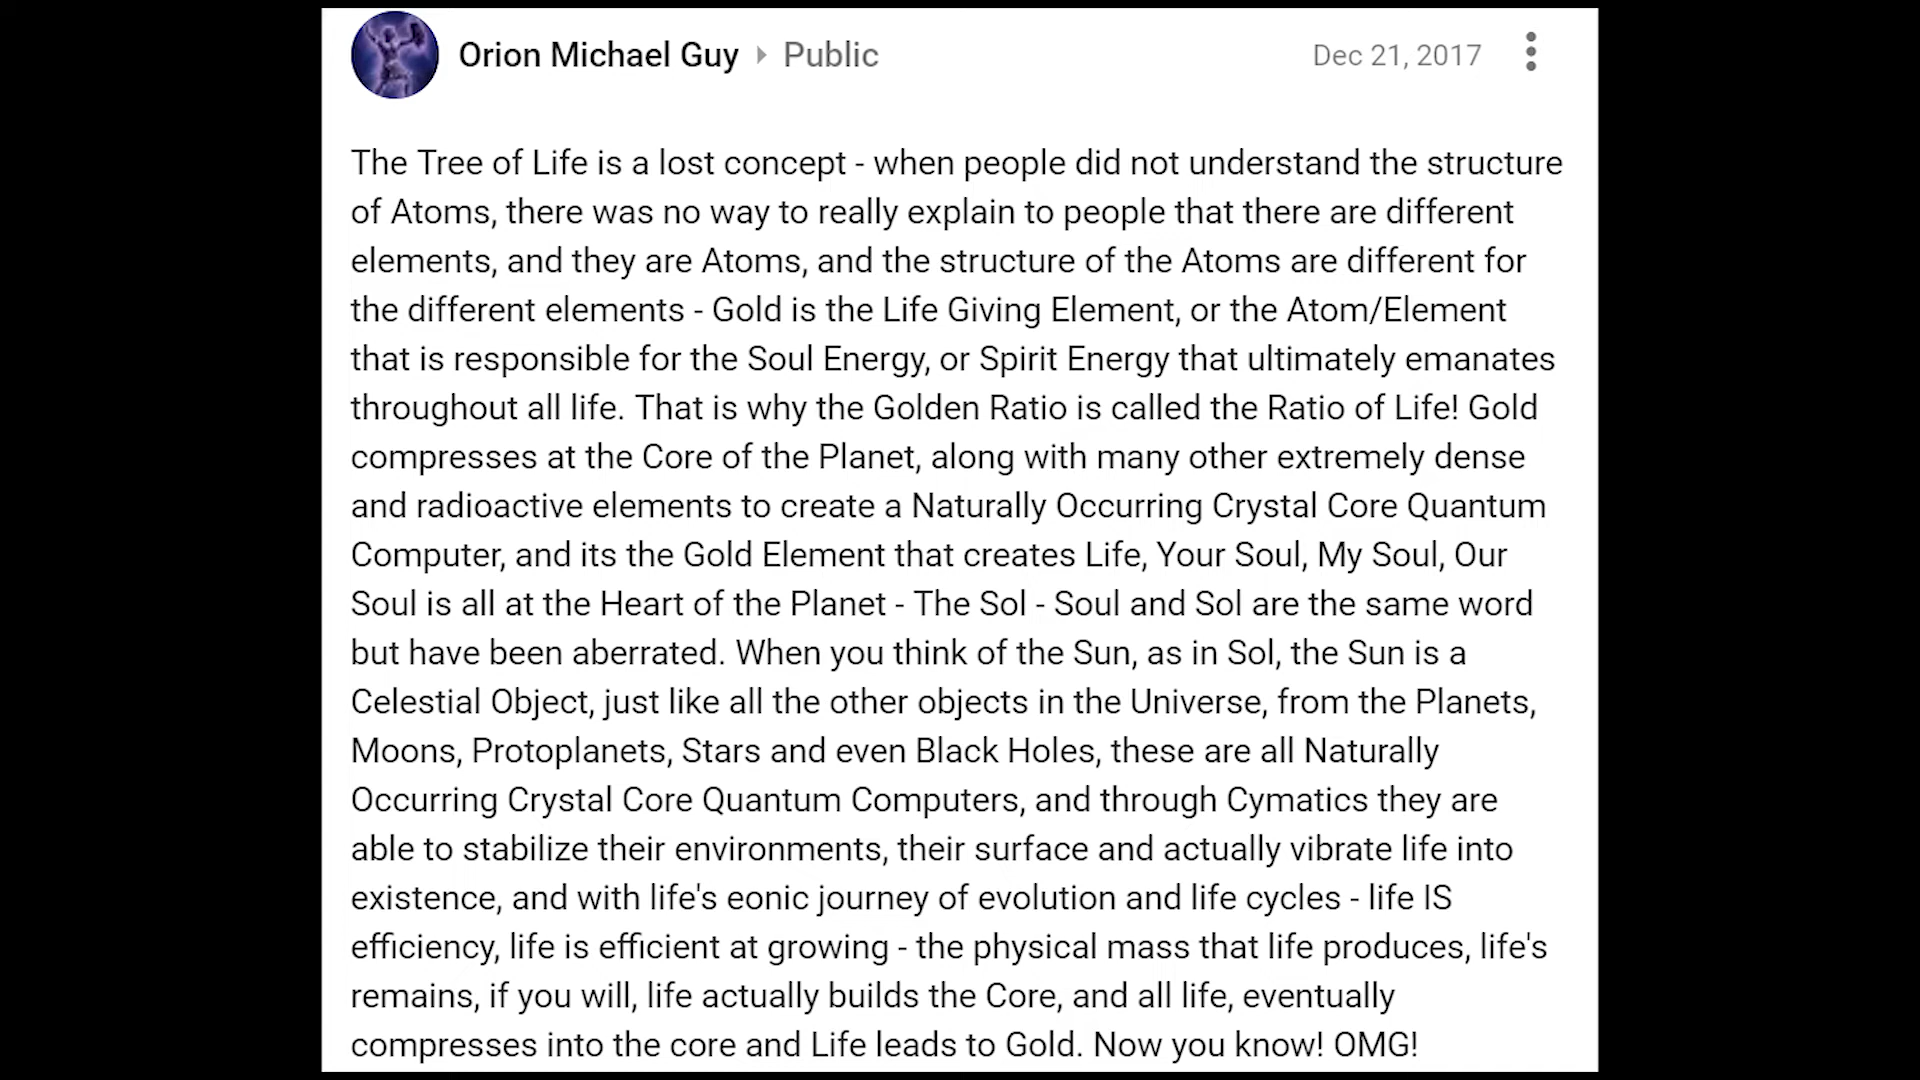 Orion Michael Guy Public Dec 21, 2017
The Tree of Life is a lost concept - when people did not understand the structure
of Atoms, there was no way to really explain to people that there are different
elements, and they are Atoms, and the structure of the Atoms are different for
the different elements - Gold is the Life Giving Element, or the Atom/Element
that is responsible for the Soul Energy, or Spirit Energy that ultimately emanates
throughout all life. That is why the Golden Ratio is called the Ratio of Life! Gold
compresses at the Core of the Planet, along with many other extremely dense
and radioactive elements to create a Naturally Occurring Crystal Core Quantum
Computer, and its the Gold Element that creates Life, Your Soul, My Soul, Our
Soul is all at the Heart of the Planet - The Sol - Soul and Sol are the same word
but have been aberrated. When you think of the Sun, as in Sol, the Sun is a
Celestial Object, just like all the other objects in the Universe, from the Planets,
Moons, Protoplanets, Stars and even Black Holes, these are all Naturally
Occurring Crystal Core Quantum Computers, and through Cymatics they are
able to stabilize their environments, their surface and actually vibrate life into
existence, and with life's eonic journey of evolution and life cycles - life IS
efficiency, life is efficient at growing - the physical mass that life produces, life's
remains, if you will, life actually builds the Core, and all life, eventually
compresses into the core and Life leads to Gold. Now you know! OMG!